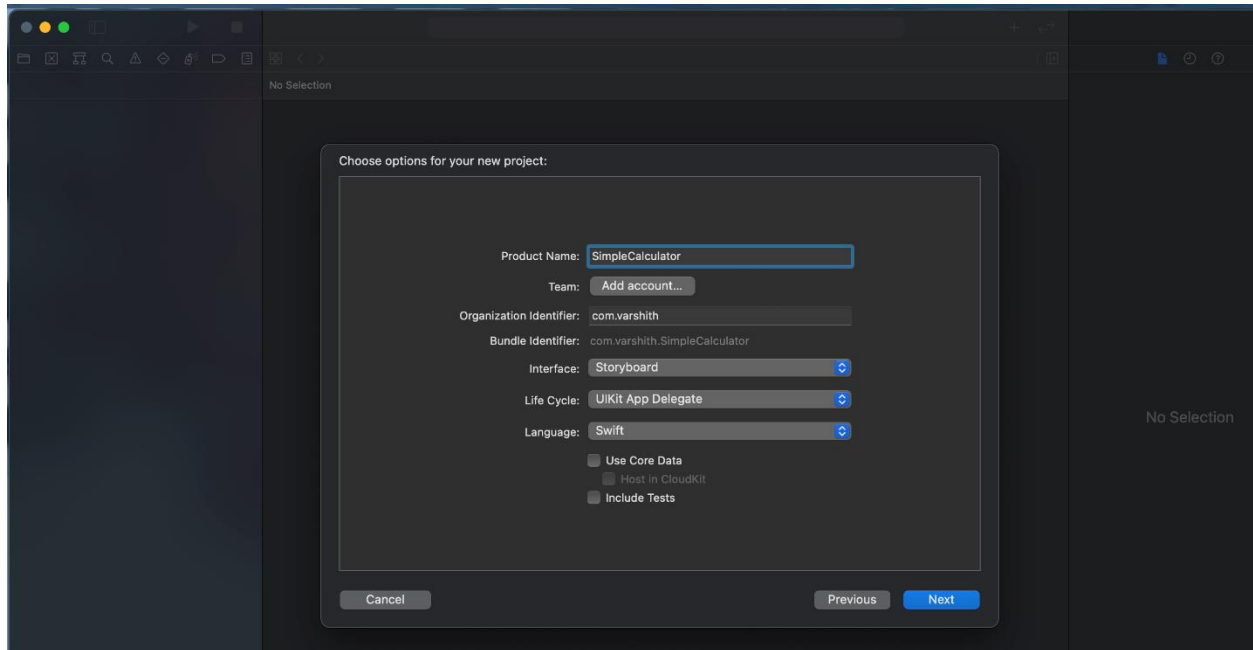 No Selection
Choose options for your new project:
Product Name: SimpleCalculator
Team: Add account...
Organization Identifier: com.varshith
Bundle Identifier: com.varshith.SimpleCalculator
Interface: Storyboard
Life Cycle: UIKit App Delegate
Language: Swift
Use Core Data
Host in CloudKit
Include Tests
Cancel Previous Next
No Selection